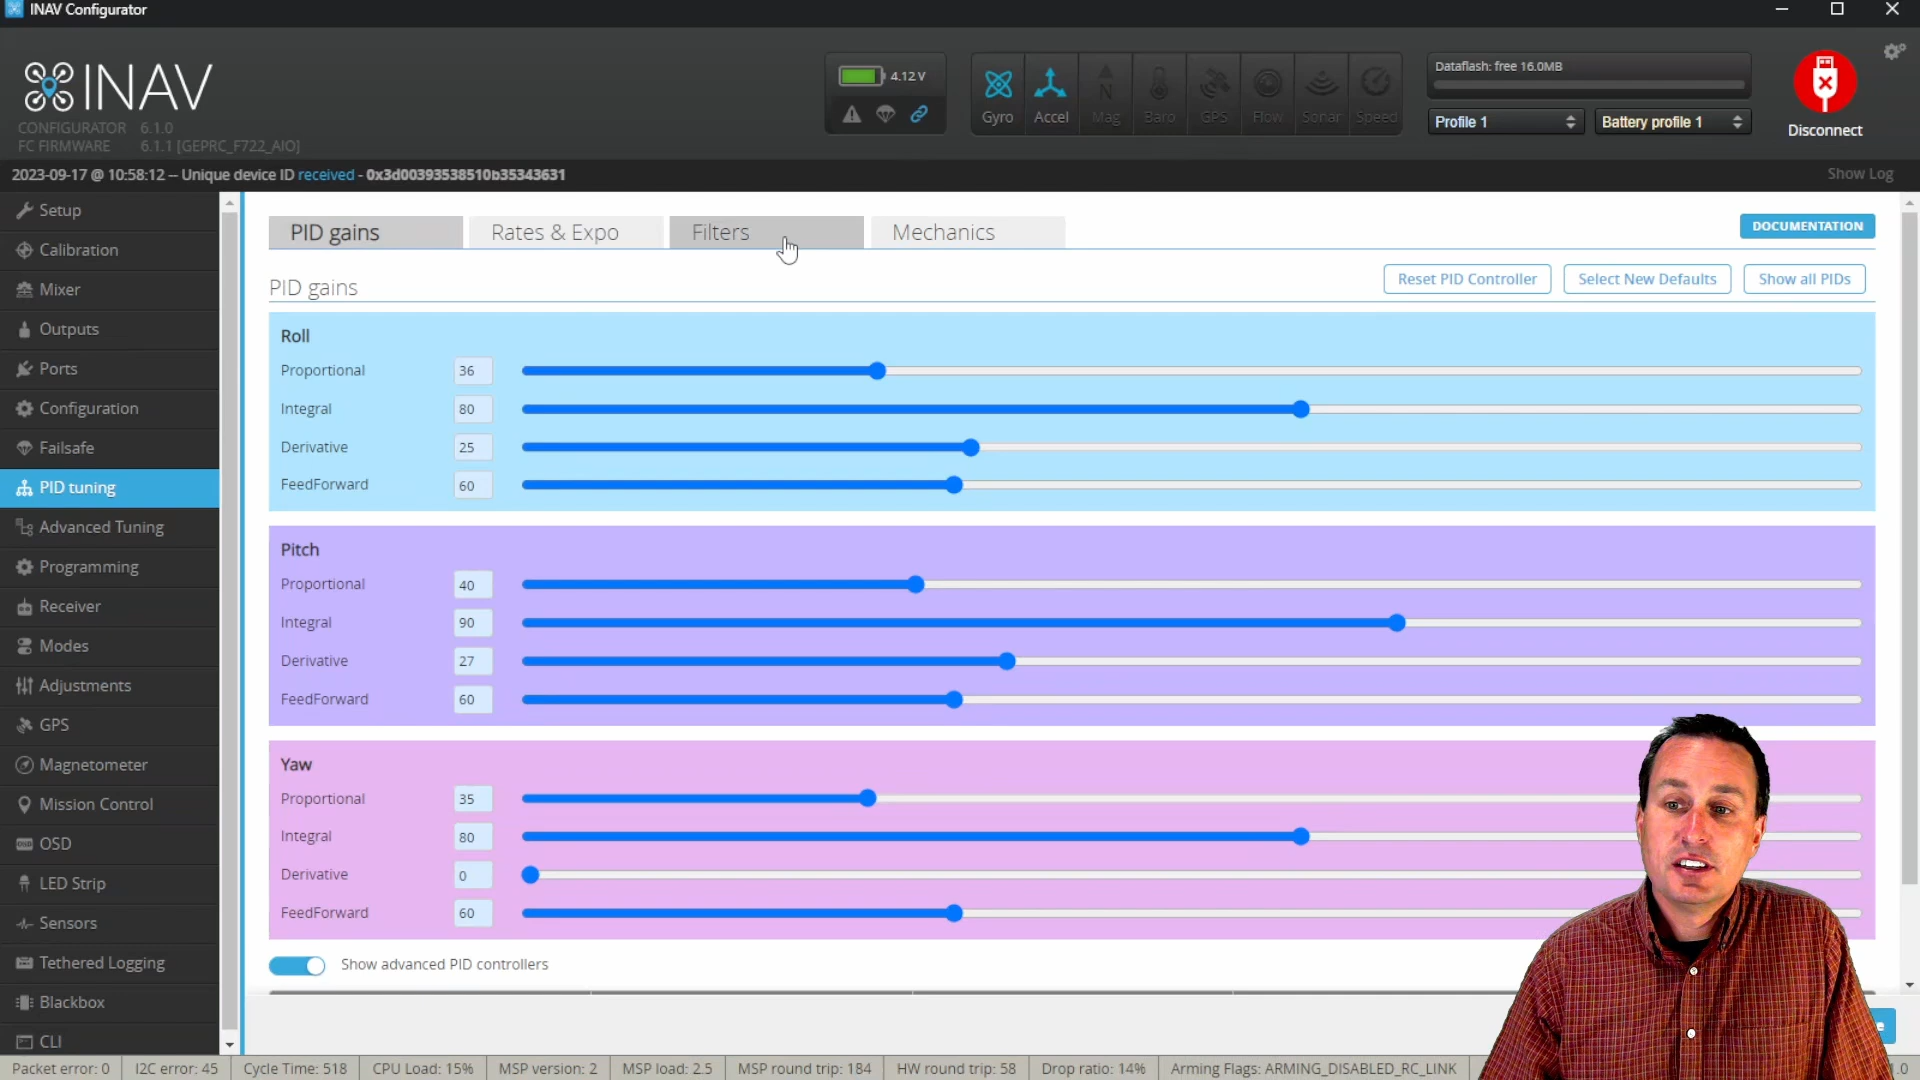 INAV Configurator
INAV
CONFIGURATOR 6.1.0
FC FIRMWARE 6.1.1 [GEPRC_F722_AIO]
4.12 V
Gyro
Accel
Mag
Baro
GPS
Flow
Sonar
Speed
Dataflash: free 16.0MB
Profile 1
Battery profile 1
Disconnect
2023-09-17 @ 10:58:12 -- Unique device ID received - 0x3d00393538510b35343631
Show Log
Setup
Calibration
Mixer
Outputs
Ports
Configuration
Failsafe
PID tuning
Advanced Tuning
Programming
Receiver
Modes
Adjustments
GPS
Magnetometer
Mission Control
OSD
LED Strip
Sensors
Tethered Logging
Blackbox
CLI
PID gains
Rates & Expo
Filters
Mechanics
DOCUMENTATION
PID gains
Reset PID Controller
Select New Defaults
Show all PIDs
Roll
Proportional 36
Integral 80
Derivative 25
FeedForward 60
Pitch
Proportional 40
Integral 90
Derivative 27
FeedForward 60
Yaw
Proportional 35
Integral 80
Derivative 0
FeedForward 60
Show advanced PID controllers
Packet error: 0
I2C error: 45
Cycle Time: 518
CPU Load: 15%
MSP version: 2
MSP load: 2.5
MSP round trip: 184
HW round trip: 58
Drop ratio: 14%
Arming Flags: ARMING_DISABLED_RC_LINK